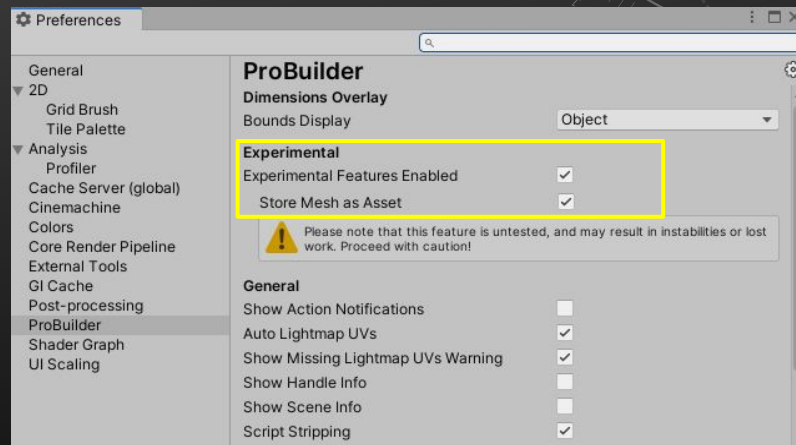 Preferences
General
2D
Grid Brush
Tile Palette
Analysis
Profiler
Cache Server (global)
Cinemachine
Colors
Core Render Pipeline
External Tools
GI Cache
Post-processing
ProBuilder
Shader Graph
UI Scaling
ProBuilder
Dimensions Overlay
Bounds Display Object
Experimental
Experimental Features Enabled
Store Mesh as Asset
Please note that this feature is untested, and may result in instabilities or lost
work. Proceed with caution!
General
Show Action Notifications
Auto Lightmap UVs
Show Missing Lightmap UVs Warning
Show Handle Info
Show Scene Info
Script Stripping